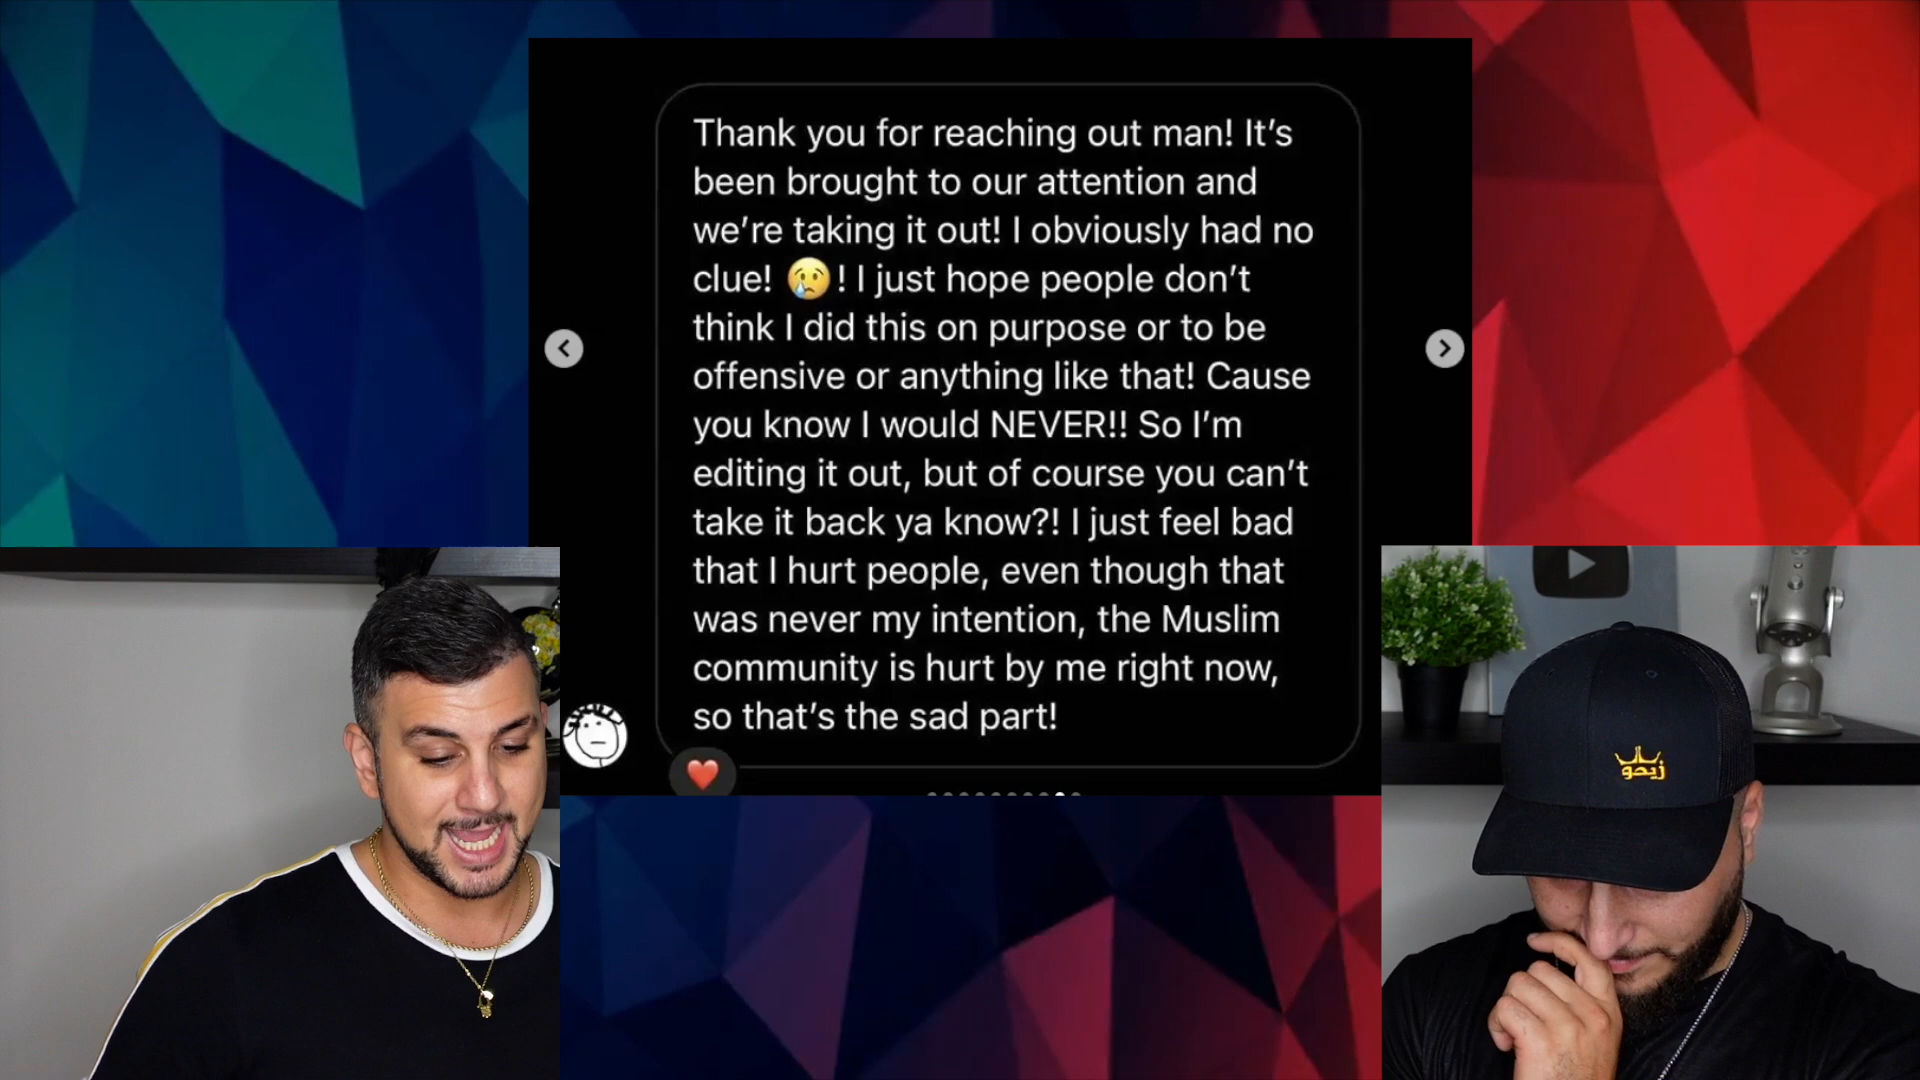 Thank you for reaching out man! It’s
been brought to our attention and
we’re taking it out! I obviously had no
clue! 😢! I just hope people don’t
think I did this on purpose or to be
offensive or anything like that! Cause
you know I would NEVER!! So I’m
editing it out, but of course you can’t
take it back ya know?! I just feel bad
that I hurt people, even though that
was never my intention, the Muslim
community is hurt by me right now,
so that’s the sad part!
زيحو